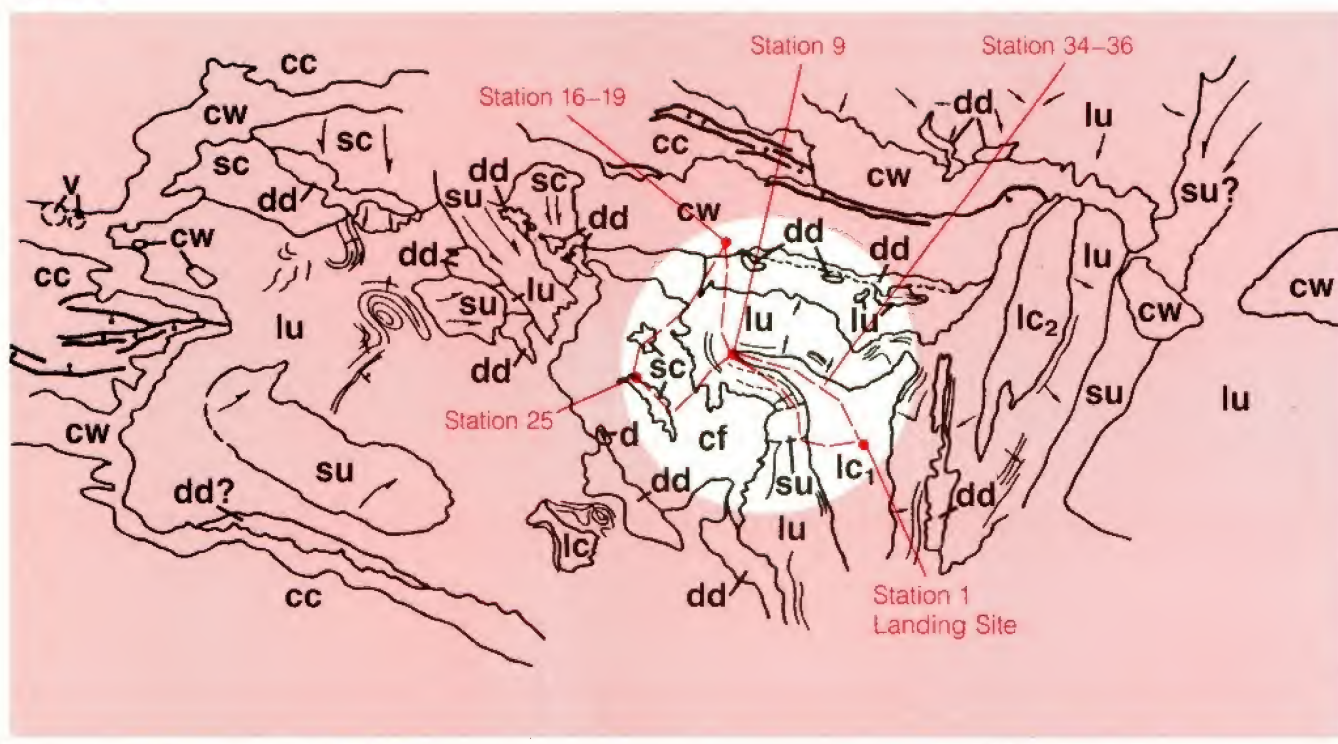 Station 9
Station 34–36
cc
Station 16–19
cw
dd
lu
sc
sc
cc
dd
sc
cw
v
dd
su
su?
dd
cw
cw
dd
dd
dd
cc
lu
lu
cw
cw
su
lu
lu
lu
lc2
lu
dd
sc
su
lu
Station 25
cw
d
cf
su
lc1
dd?
dd
su
dd
lu
lc
cc
dd
Station 1
Landing Site